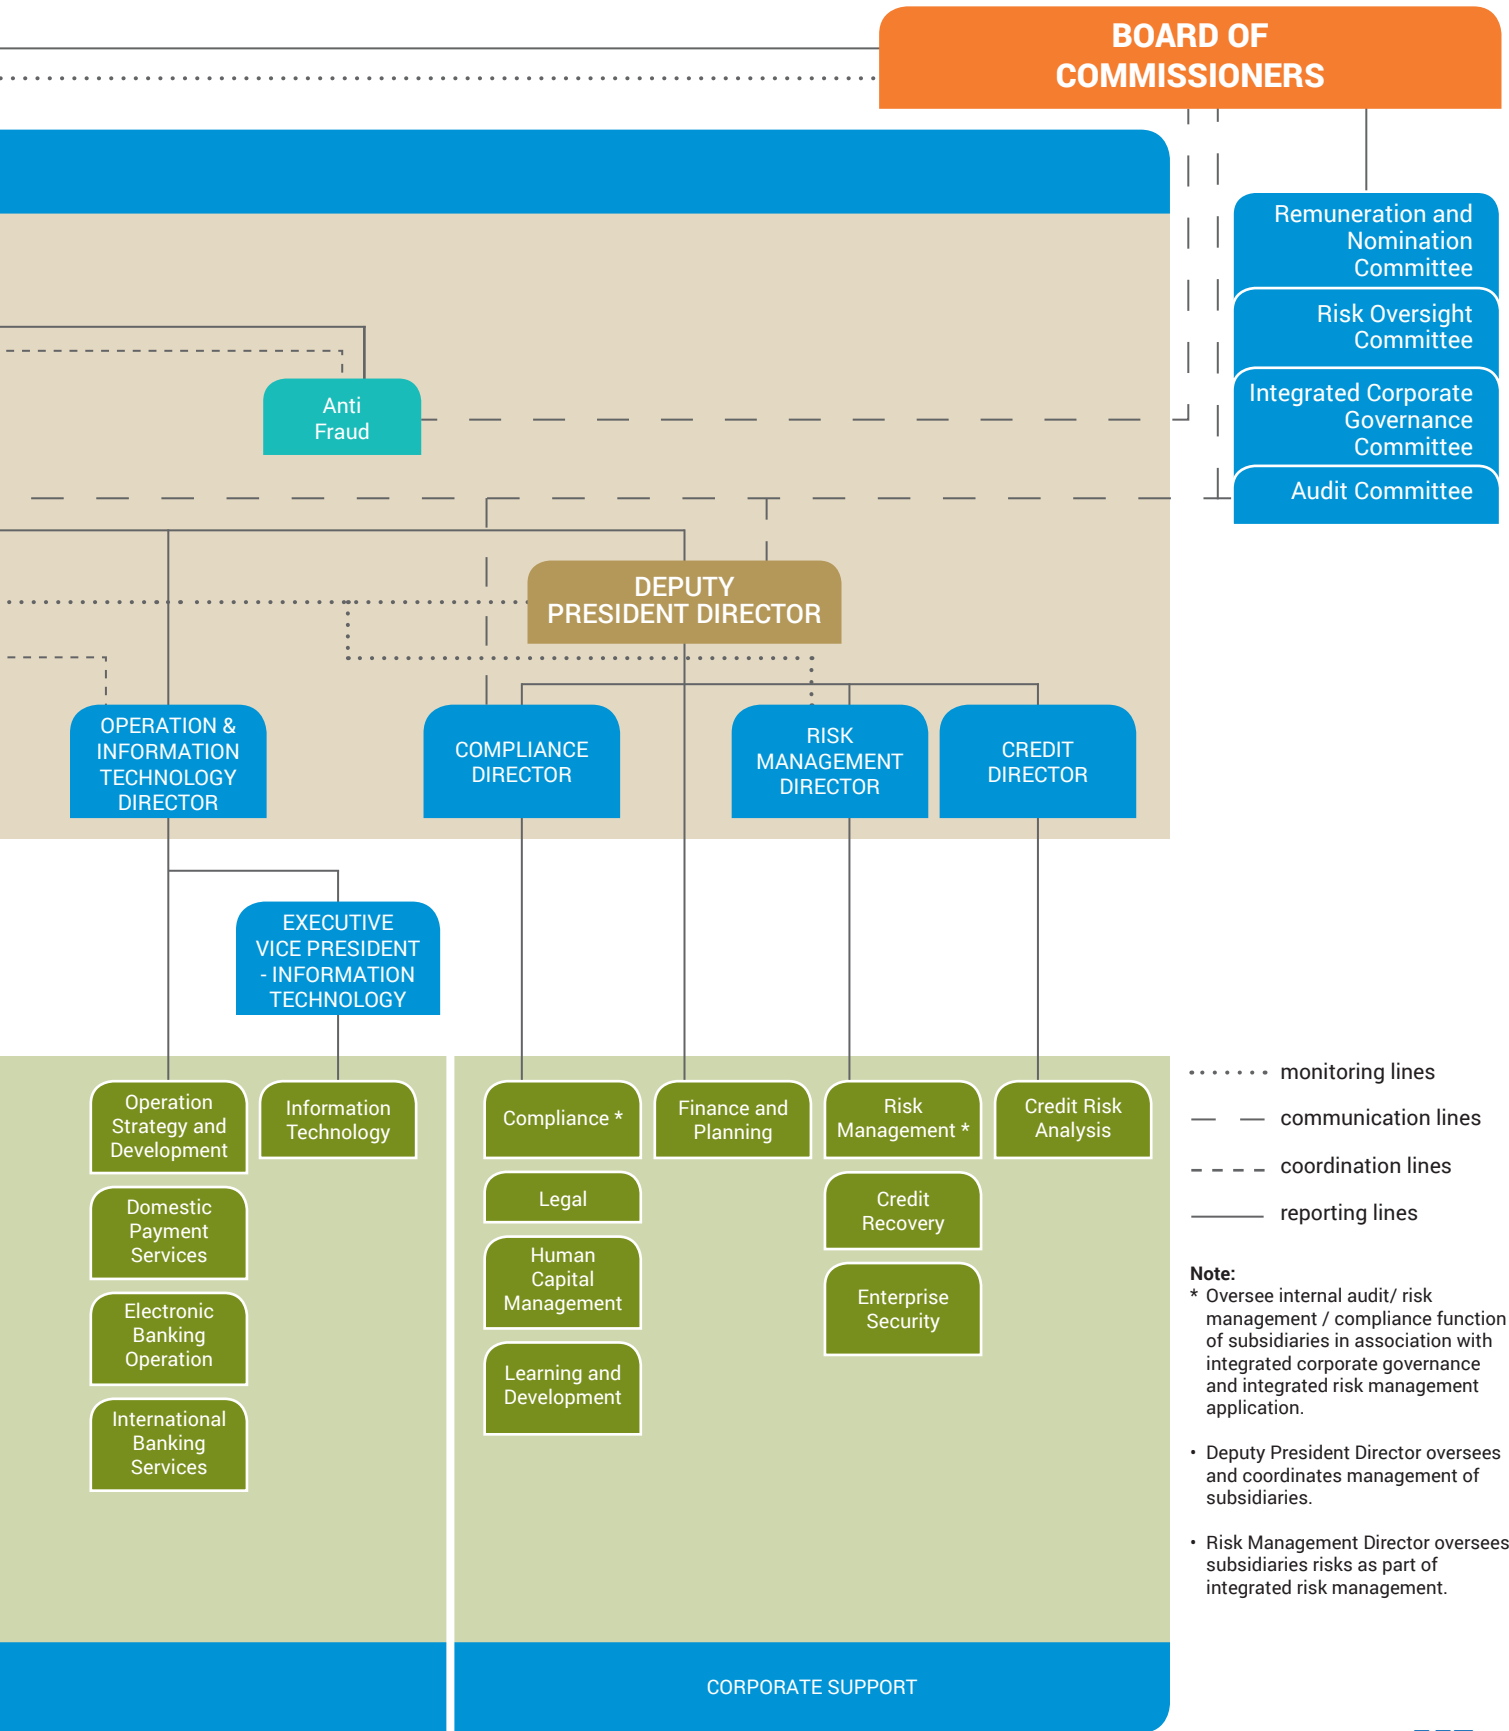 BOARD OF
COMMISSIONERS
Remuneration and
Nomination
Committee
Risk Oversight
Committee
Integrated Corporate
Governance
Committee
Audit Committee
Anti
Fraud
DEPUTY
PRESIDENT DIRECTOR
OPERATION &
INFORMATION
TECHNOLOGY
DIRECTOR
COMPLIANCE
DIRECTOR
RISK
MANAGEMENT
DIRECTOR
CREDIT
DIRECTOR
EXECUTIVE
VICE PRESIDENT
- INFORMATION
TECHNOLOGY
Operation
Strategy and
Development
Domestic
Payment
Services
Electronic
Banking
Operation
International
Banking
Services
Information
Technology
Compliance *
Legal
Human
Capital
Management
Learning and
Development
Finance and
Planning
Risk
Management *
Credit
Recovery
Enterprise
Security
Credit Risk
Analysis
monitoring lines
communication lines
coordination lines
reporting lines
Note:
* Oversee internal audit/ risk
management / compliance function
of subsidiaries in association with
integrated corporate governance
and integrated risk management
application.
• Deputy President Director oversees
and coordinates management of
subsidiaries.
• Risk Management Director oversees
subsidiaries risks as part of
integrated risk management.
CORPORATE SUPPORT